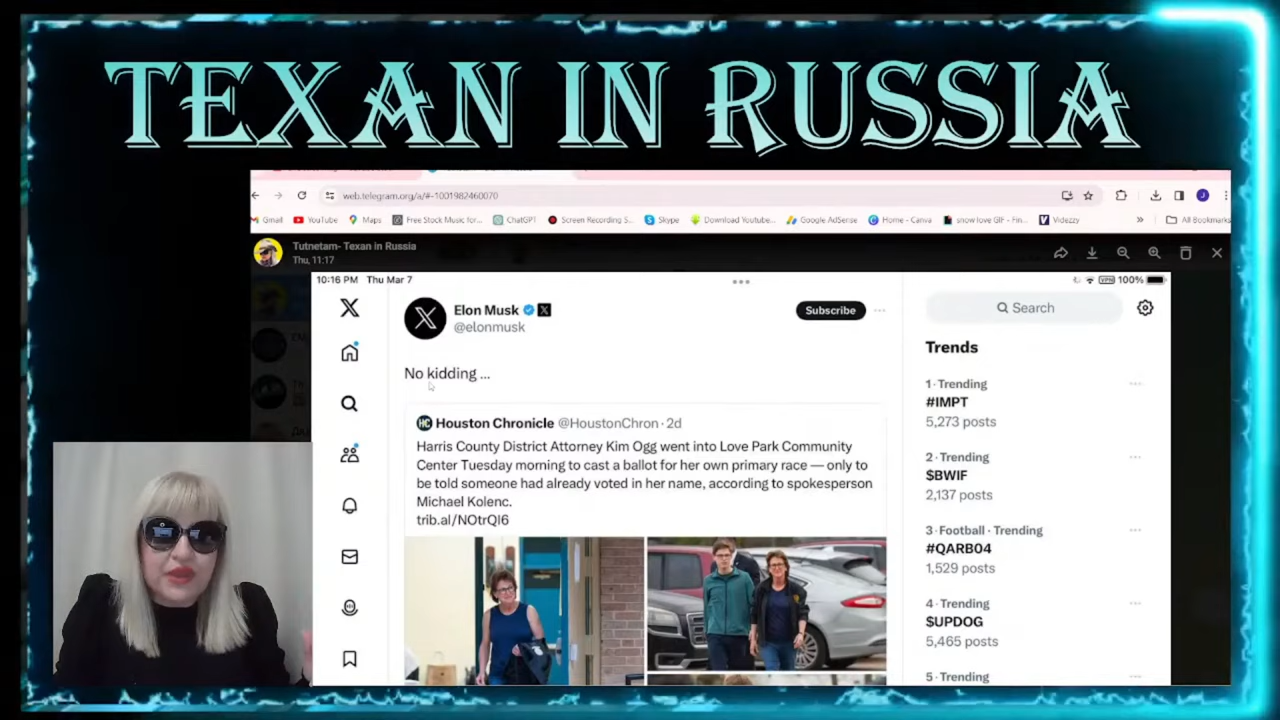 TEXAN IN RUSSIA
web.telegram.org/a/#-1001982460070
Gmail
YouTube
Maps
Free Stock Music for...
ChatGPT
Screen Recording S...
Skype
Download Youtube...
Google AdSense
Home - Canva
snow love GIF - Fin...
Videzzy
»
All Bookmarks
Tutnetam- Texan in Russia
Thu, 11:17
10:16 PM Thu Mar 7
VPN 100%
Elon Musk
@elonmusk
Subscribe
No kidding ...
Houston Chronicle @HoustonChron · 2d
Harris County District Attorney Kim Ogg went into Love Park Community
Center Tuesday morning to cast a ballot for her own primary race — only to
be told someone had already voted in her name, according to spokesperson
Michael Kolenc.
trib.al/NOtrQI6
Search
Trends
1 · Trending
#IMPT
5,273 posts
2 · Trending
$BWIF
2,137 posts
3 · Football · Trending
#QARB04
1,529 posts
4 · Trending
$UPDOG
5,465 posts
5 · Trending